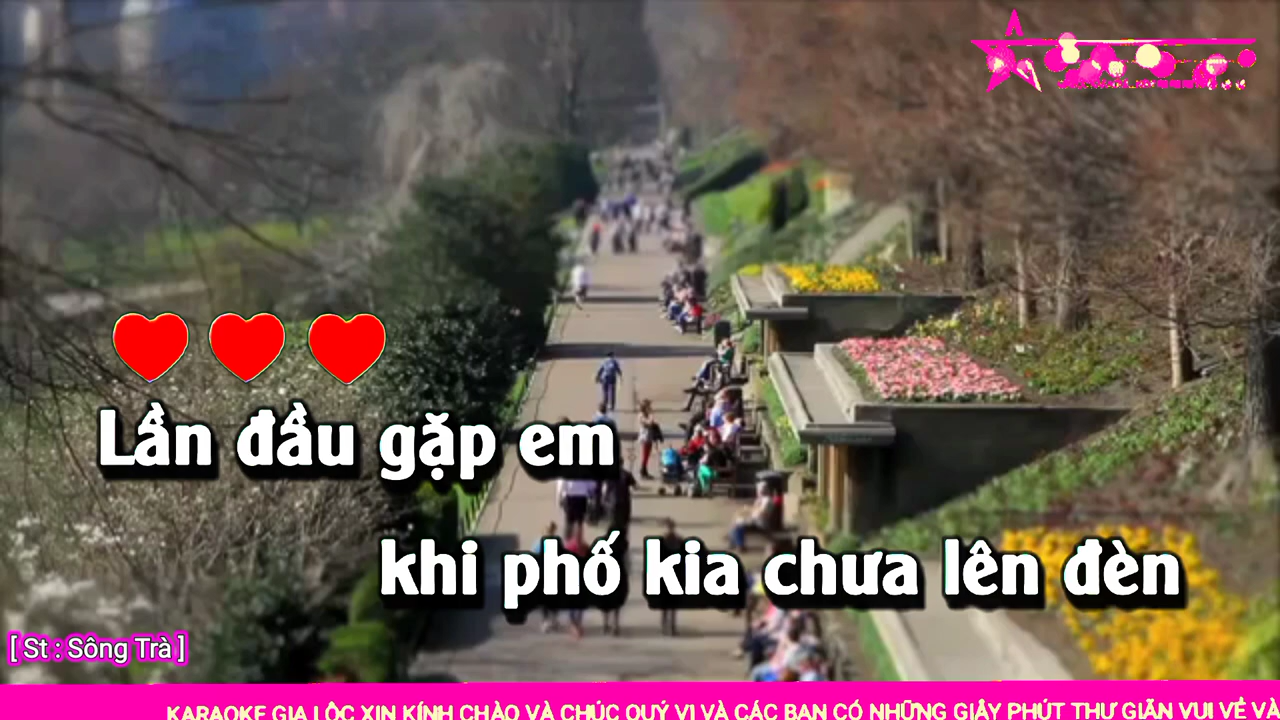 Lần đầu gặp em
khi phố kia chưa lên đèn
[ St : Sông Trà ]
KARAOKE GIA LỘC XIN KÍNH CHÀO VÀ CHÚC QUÝ VỊ VÀ CÁC BẠN CÓ NHỮNG GIÂY PHÚT THƯ GIÃN VUI VẺ VÀ